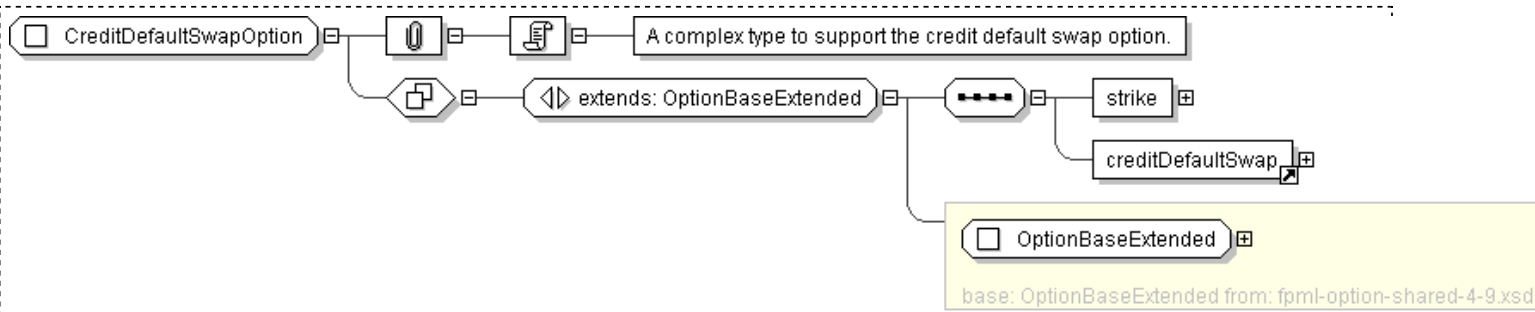 CreditDefaultSwapOption
A complex type to support the credit default swap option.
extends: OptionBaseExtended
strike
creditDefaultSwap
OptionBaseExtended
base: OptionBaseExtended from: fpml-option-shared-4-9.xsd